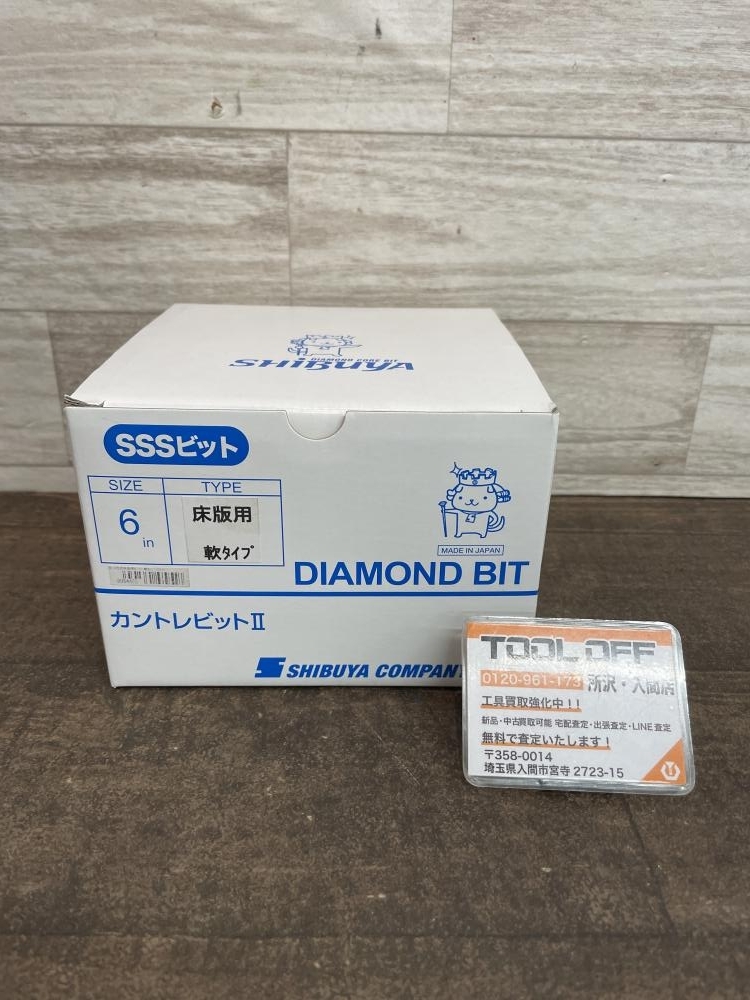 DIAMOND CORE BIT
SHIBUYA
SSSビット
SIZE
TYPE
6
in
床版用
軟タイプ
MADE IN JAPAN
DIAMOND BIT
カントレビットⅡ
SHIBUYA COMPANY
TOOL OFF
0120-961-173 所沢・入間店
工具買取強化中!!
新品・中古買取可能 宅配査定・出張査定・LINE査定
無料で査定いたします!
〒358-0014
埼玉県入間市宮寺 2723-15